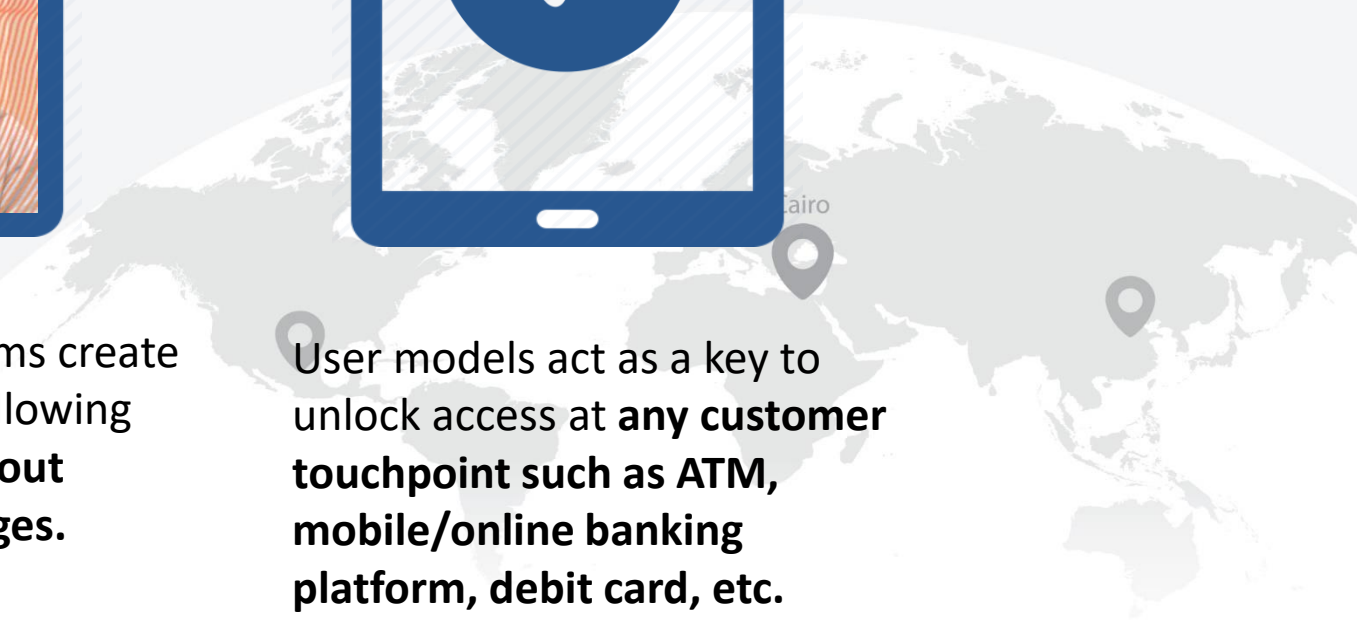 ms create
lowing
out
ges.
User models act as a key to
unlock access at any customer
touchpoint such as ATM,
mobile/online banking
platform, debit card, etc.